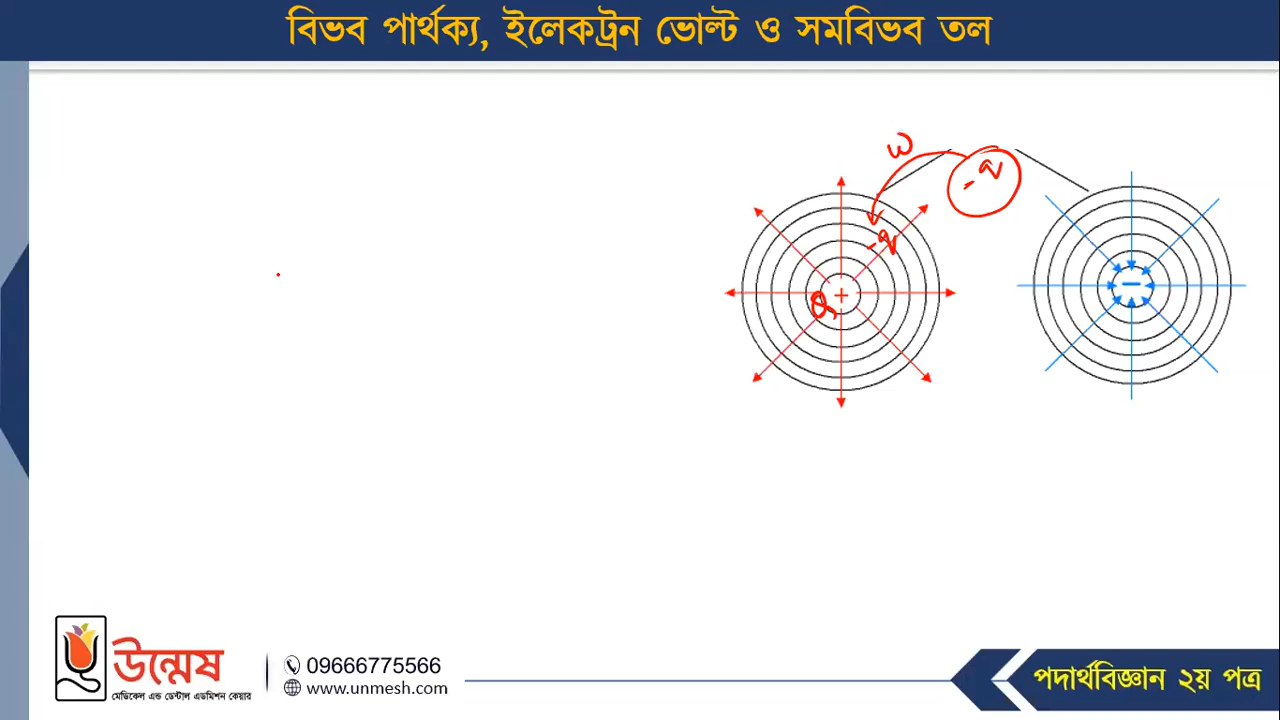 বিভব পার্থক্য, ইলেকট্রন ভোল্ট ও সমবিভব তল
ω
-q
-q
Q
+
−
উন্মেষ
মেডিকেল এন্ড ডেন্টাল এডমিশন কেয়ার
09666775566
www.unmesh.com
পদার্থবিজ্ঞান ২য় পত্র